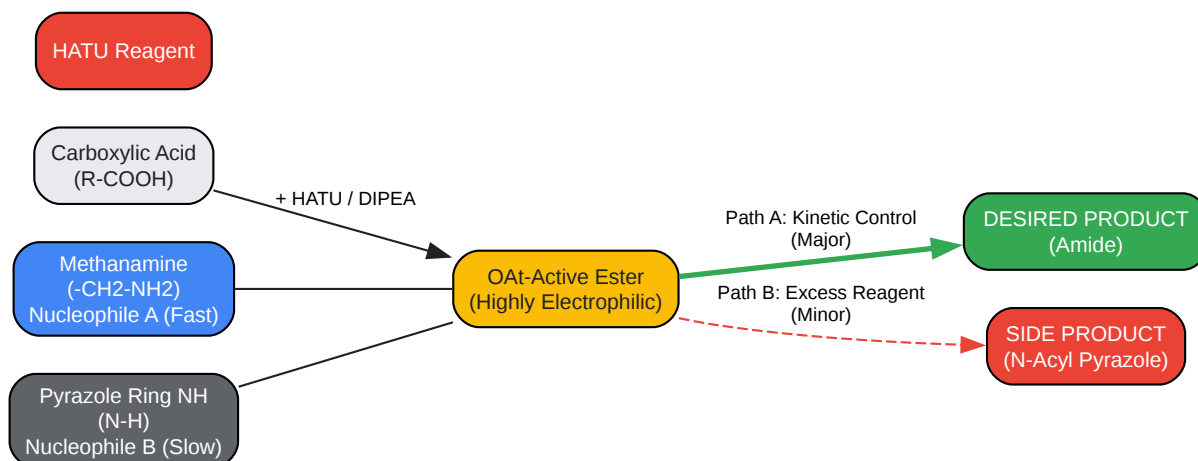 HATU Reagent
Carboxylic Acid
(R-COOH)
+ HATU / DIPEA
Methanamine
(-CH2-NH2)
Nucleophile A (Fast)
Pyrazole Ring NH
(N-H)
Nucleophile B (Slow)
OAt-Active Ester
(Highly Electrophilic)
Path A: Kinetic Control
(Major)
Path B: Excess Reagent
(Minor)
DESIRED PRODUCT
(Amide)
SIDE PRODUCT
(N-Acyl Pyrazole)